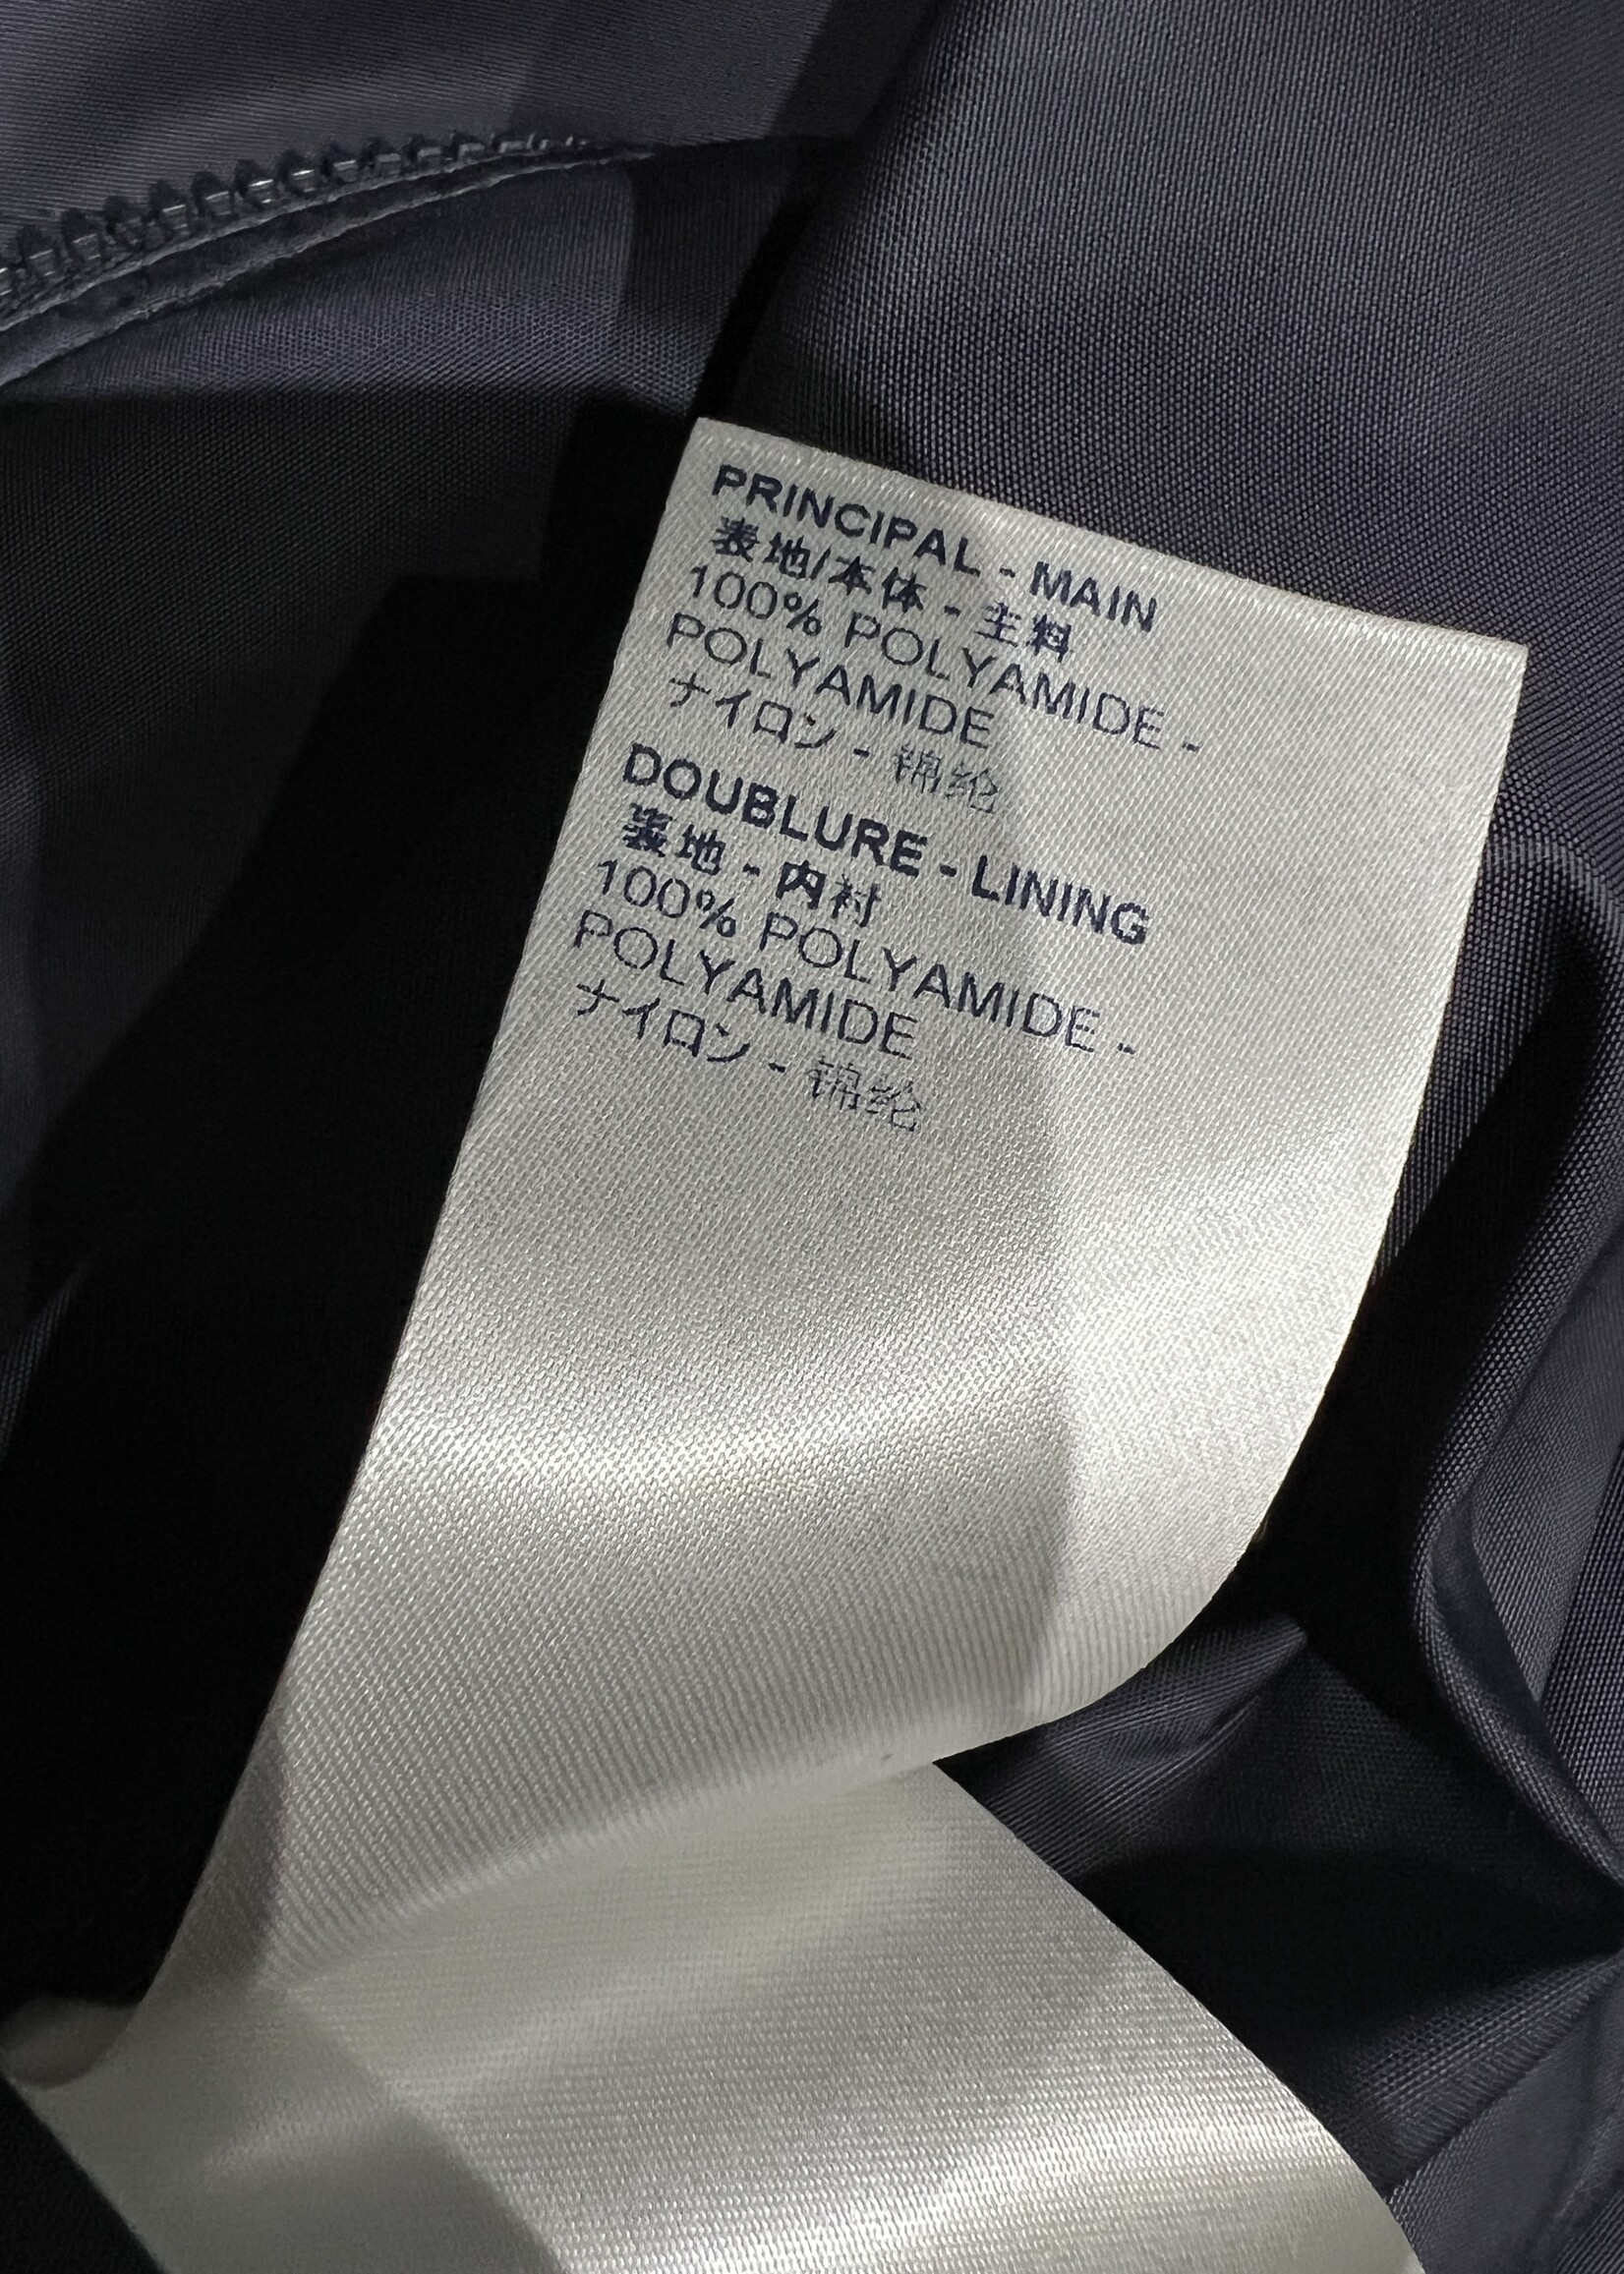 PRINCIPAL - MAIN
表地/本体 - 主料
100% POLYAMIDE -
POLYAMIDE
ナイロン - 锦纶
DOUBLURE - LINING
裏地 - 内衬
100% POLYAMIDE -
POLYAMIDE
ナイロン - 锦纶